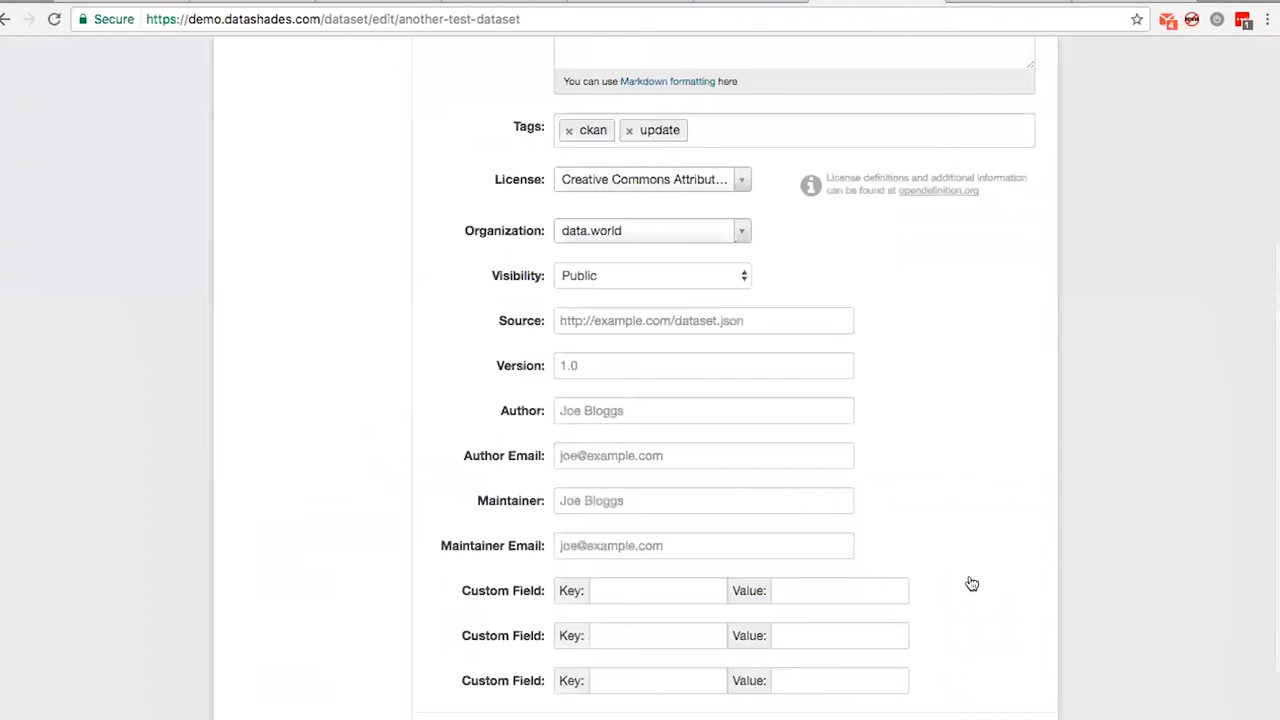 Secure https://demo.datashades.com/dataset/edit/another-test-dataset
4
1
You can use Markdown formatting here
Tags: × ckan × update
License: Creative Commons Attribut...
License definitions and additional information
can be found at opendefinition.org
Organization: data.world
Visibility: Public
Source: http://example.com/dataset.json
Version: 1.0
Author: Joe Bloggs
Author Email: joe@example.com
Maintainer: Joe Bloggs
Maintainer Email: joe@example.com
Custom Field: Key: Value:
Custom Field: Key: Value:
Custom Field: Key: Value: